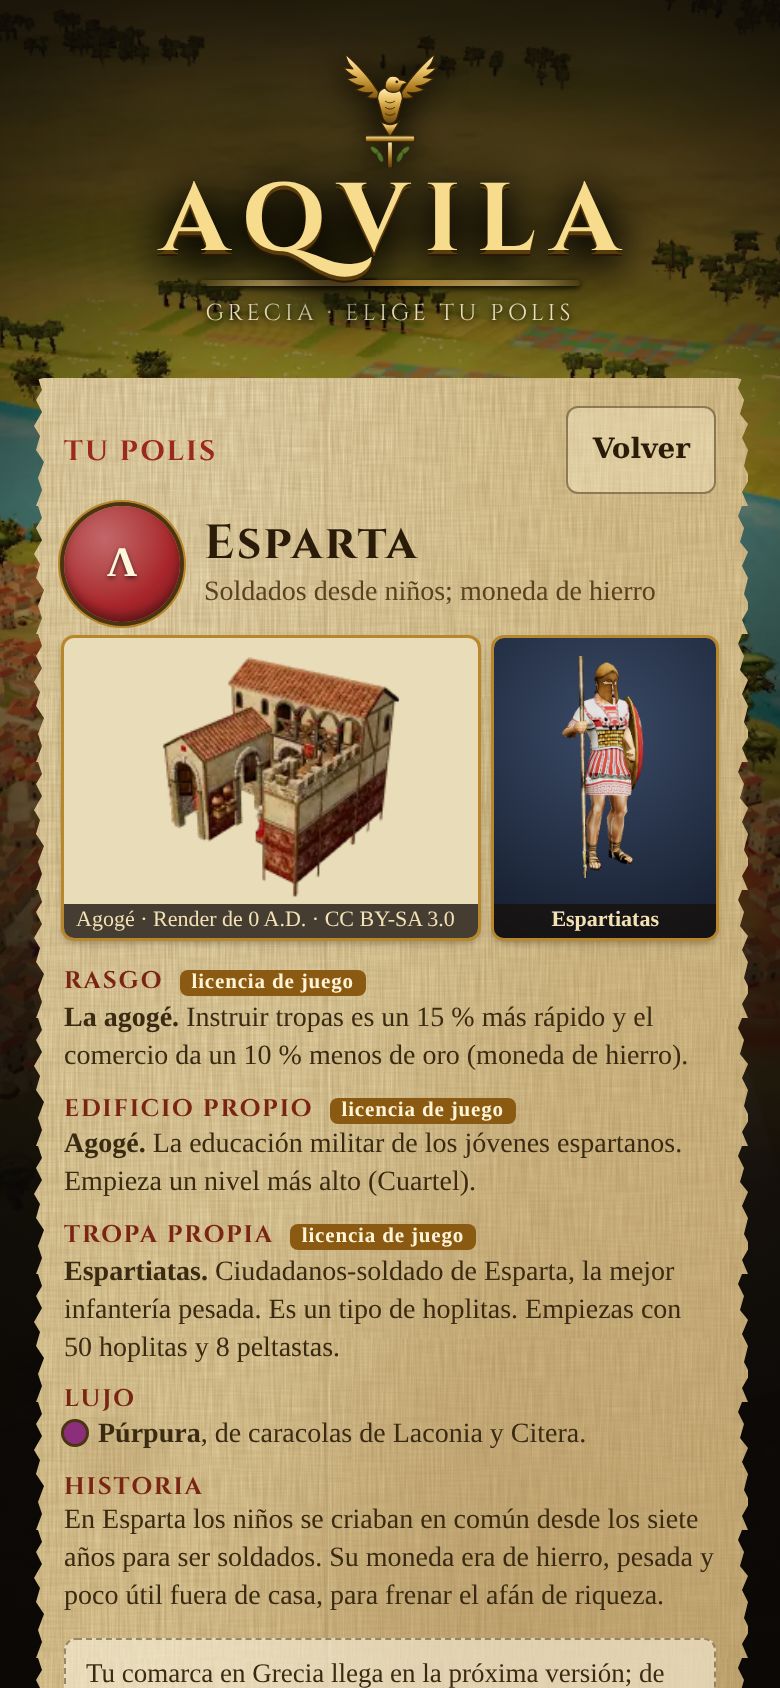 AQVILA
GRECIA · ELIGE TU POLIS
TU POLIS
Volver
Λ
ESPARTA
Soldados desde niños; moneda de hierro
Agogé · Render de 0 A.D. · CC BY-SA 3.0
Espartiatas
RASGO licencia de juego
La agogé. Instruir tropas es un 15 % más rápido y el
comercio da un 10 % menos de oro (moneda de hierro).
EDIFICIO PROPIO licencia de juego
Agogé. La educación militar de los jóvenes espartanos.
Empieza un nivel más alto (Cuartel).
TROPA PROPIA licencia de juego
Espartiatas. Ciudadanos-soldado de Esparta, la mejor
infantería pesada. Es un tipo de hoplitas. Empiezas con
50 hoplitas y 8 peltastas.
LUJO
Púrpura, de caracolas de Laconia y Citera.
HISTORIA
En Esparta los niños se criaban en común desde los siete
años para ser soldados. Su moneda era de hierro, pesada y
poco útil fuera de casa, para frenar el afán de riqueza.
Tu comarca en Grecia llega en la próxima versión; de